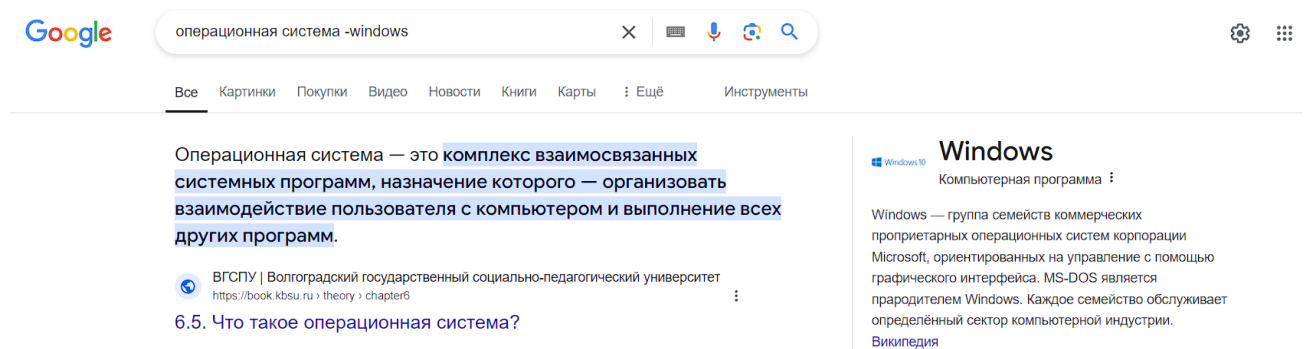 Google
операционная система -windows
Все Картинки Покупки Видео Новости Книги Карты Ещё Инструменты
Операционная система — это комплекс взаимосвязанных
системных программ, назначение которого — организовать
взаимодействие пользователя с компьютером и выполнение всех
других программ.
ВГСПУ | Волгоградский государственный социально-педагогический университет
https://book.kbsu.ru › theory › chapter6
6.5. Что такое операционная система?
Windows 10
Windows
Компьютерная программа
Windows — группа семейств коммерческих
проприетарных операционных систем корпорации
Microsoft, ориентированных на управление с помощью
графического интерфейса. MS-DOS является
прародителем Windows. Каждое семейство обслуживает
определённый сектор компьютерной индустрии.
Википедия